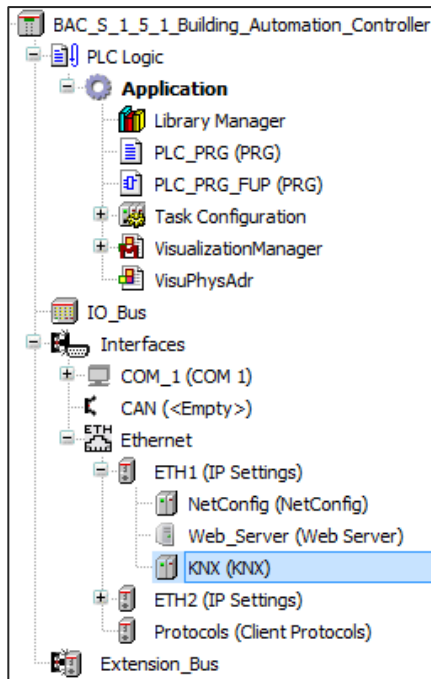 BAC_S_1_5_1_Building_Automation_Controller
PLC Logic
Application
Library Manager
PLC_PRG (PRG)
PLC_PRG_FUP (PRG)
Task Configuration
VisualizationManager
VisuPhysAdr
IO_Bus
Interfaces
COM_1 (COM 1)
CAN (<Empty>)
ETH
Ethernet
ETH1 (IP Settings)
NetConfig (NetConfig)
Web_Server (Web Server)
KNX (KNX)
ETH2 (IP Settings)
Protocols (Client Protocols)
Extension_Bus